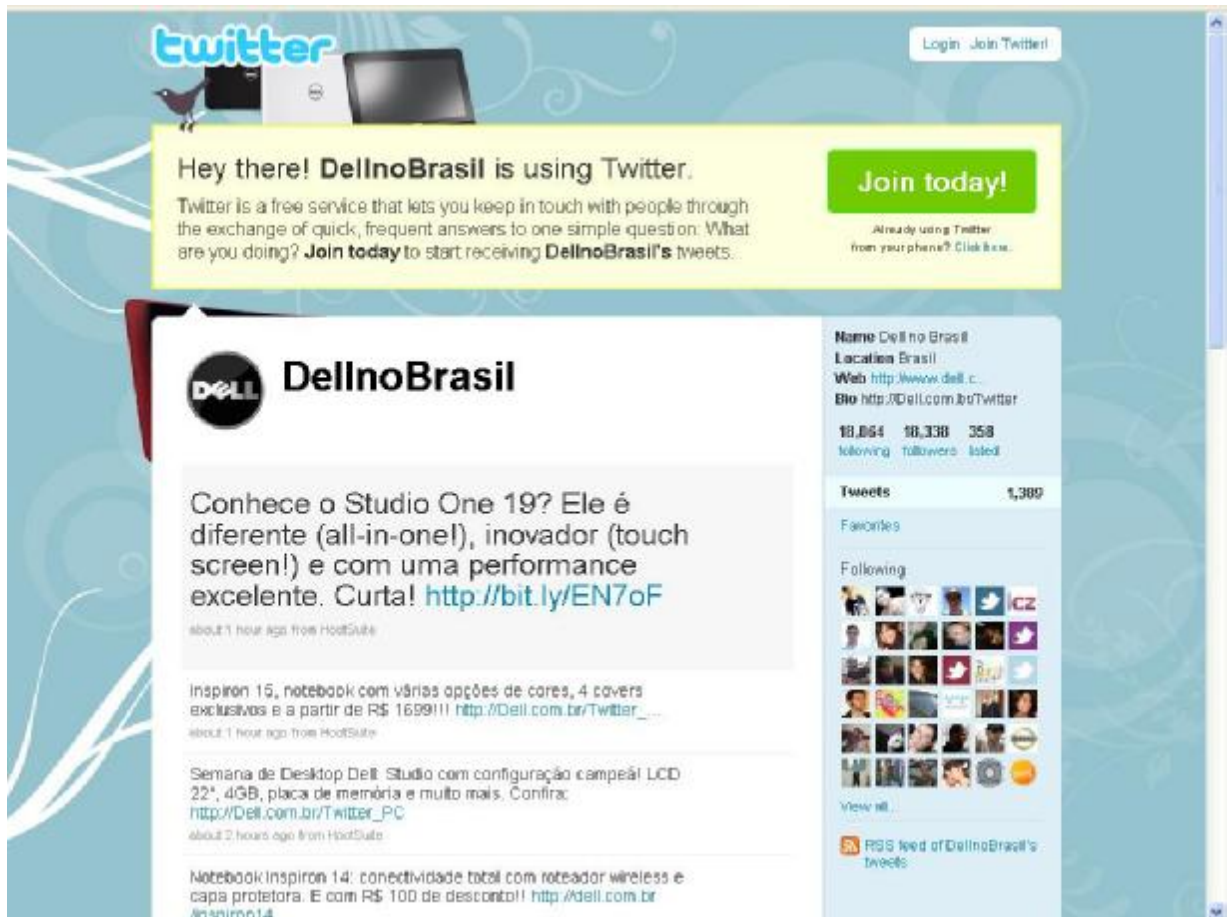 twitter
Login Join Twitter!
Hey there! DellnoBrasil is using Twitter.
Twitter is a free service that lets you keep in touch with people through
the exchange of quick, frequent answers to one simple question: What
are you doing? Join today to start receiving DellnoBrasil's tweets.
Join today!
Already using Twitter
from your phone? Click here.
DELL
DellnoBrasil
Conhece o Studio One 19? Ele é
diferente (all-in-one!), inovador (touch
screen!) e com uma performance
excelente. Curta! http://bit.ly/EN7oF
about 1 hour ago from HootSuite
Inspiron 15, notebook com várias opções de cores, 4 covers
exclusivos e a partir de R$ 1699!!! http://Dell.com.br/Twitter_...
about 1 hour ago from HootSuite
Semana de Desktop Dell: Studio com configuração campeã! LCD
22", 4GB, placa de memória e muito mais. Confira:
http://Dell.com.br/Twitter_PC
about 2 hours ago from HootSuite
Notebook Inspiron 14: conectividade total com roteador wireless e
capa protetora. E com R$ 100 de desconto!! http://dell.com.br
/inspiron14
Name Dell no Brasil
Location Brasil
Web http://www.dell.c...
Bio http://Dell.com.br/Twitter
18,864 18,338 358
following followers listed
Tweets 1,389
Favorites
Following
CZ
View all...
RSS feed of DellnoBrasil's
tweets